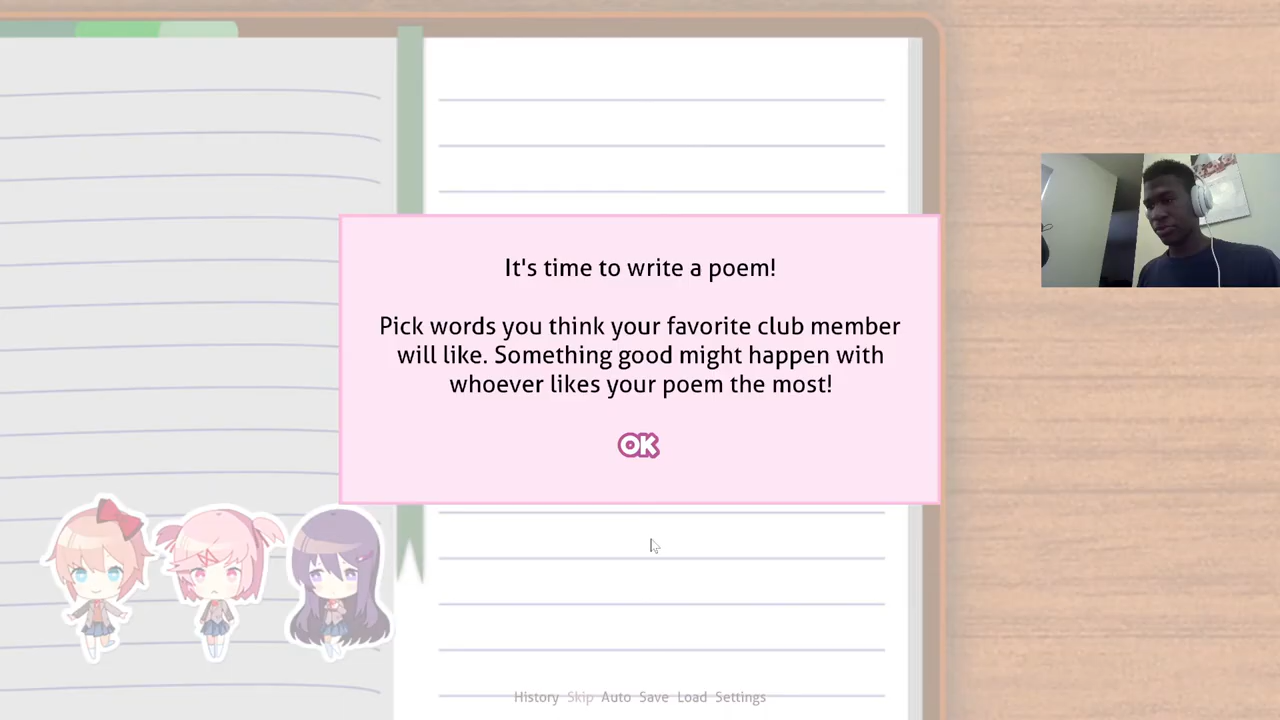 It's time to write a poem!
Pick words you think your favorite club member
will like. Something good might happen with
whoever likes your poem the most!
OK
History Skip Auto Save Load Settings